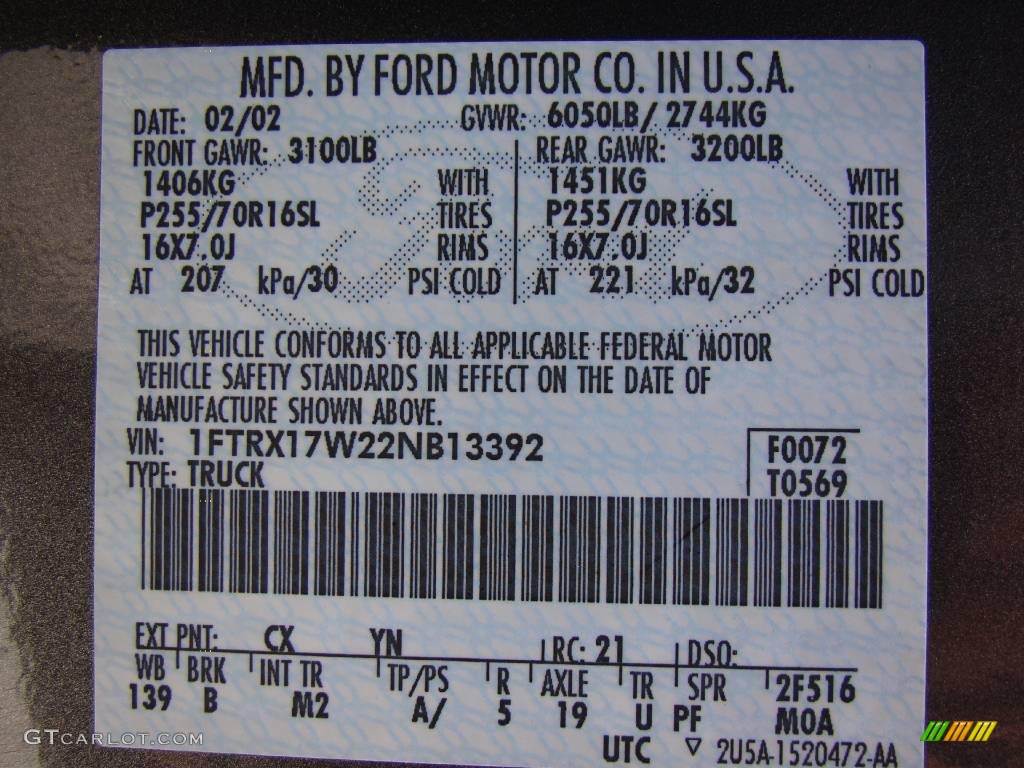 MFD. BY FORD MOTOR CO. IN U.S.A.
DATE: 02/02 GVWR: 6050LB/ 2744KG
FRONT GAWR: 3100LB REAR GAWR: 3200LB
1406KG WITH 1451KG WITH
P255/70R16SL TIRES P255/70R16SL TIRES
16X7.0J RIMS 16X7.0J RIMS
AT 207 kPa/30 PSI COLD AT 221 kPa/32 PSI COLD
THIS VEHICLE CONFORMS TO ALL APPLICABLE FEDERAL MOTOR
VEHICLE SAFETY STANDARDS IN EFFECT ON THE DATE OF
MANUFACTURE SHOWN ABOVE.
VIN: 1FTRX17W22NB13392 F0072
TYPE: TRUCK T0569
EXT PNT: CX YN RC: 21 DSO:
WB BRK INT TR TP/PS R AXLE TR SPR 2F516
139 B M2 A/ 5 19 U PF MOA
UTC ▽ 2U5A-1520472-AA
GTCARLOT.COM